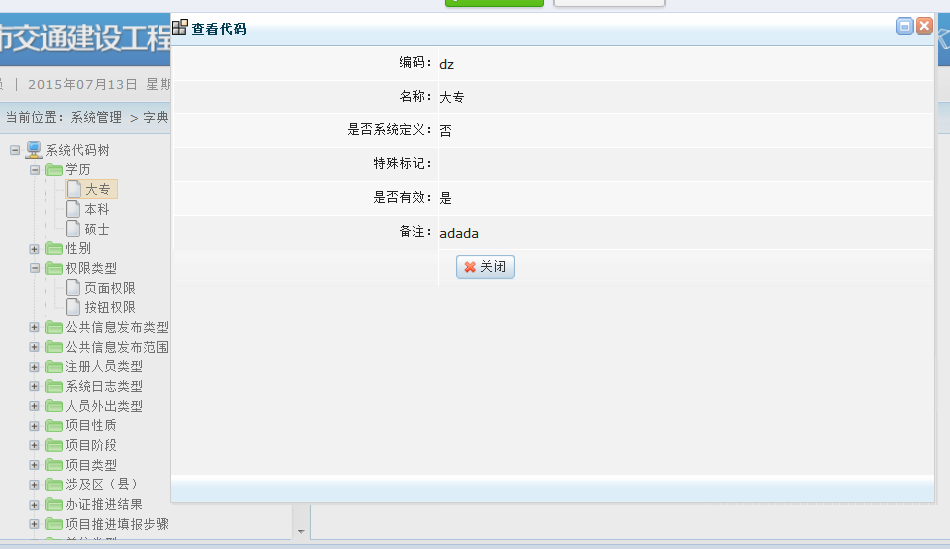 查看代码
市交通建设工程
2015年07月13日 星期
当前位置：系统管理 > 字典
编码：dz
名称：大专
是否系统定义：否
特殊标记：
是否有效：是
备注：adada
关闭
系统代码树
学历
大专
本科
硕士
性别
权限类型
页面权限
按钮权限
公共信息发布类型
公共信息发布范围
注册人员类型
系统日志类型
人员外出类型
项目性质
项目阶段
项目类型
涉及区（县）
办证推进结果
项目推进填报步骤